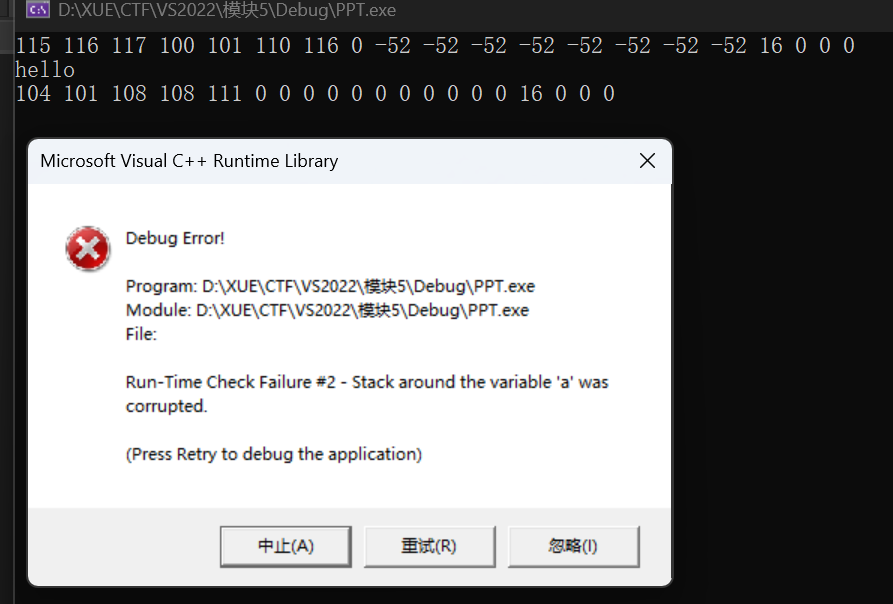 C:\ D:\XUE\CTF\VS2022\模块5\Debug\PPT.exe
115 116 117 100 101 110 116 0 -52 -52 -52 -52 -52 -52 -52 -52 16 0 0 0
hello
104 101 108 108 111 0 0 0 0 0 0 0 0 0 0 0 16 0 0 0
Microsoft Visual C++ Runtime Library
Debug Error!
Program: D:\XUE\CTF\VS2022\模块5\Debug\PPT.exe
Module: D:\XUE\CTF\VS2022\模块5\Debug\PPT.exe
File:
Run-Time Check Failure #2 - Stack around the variable 'a' was
corrupted.
(Press Retry to debug the application)
中止(A) 重试(R) 忽略(I)